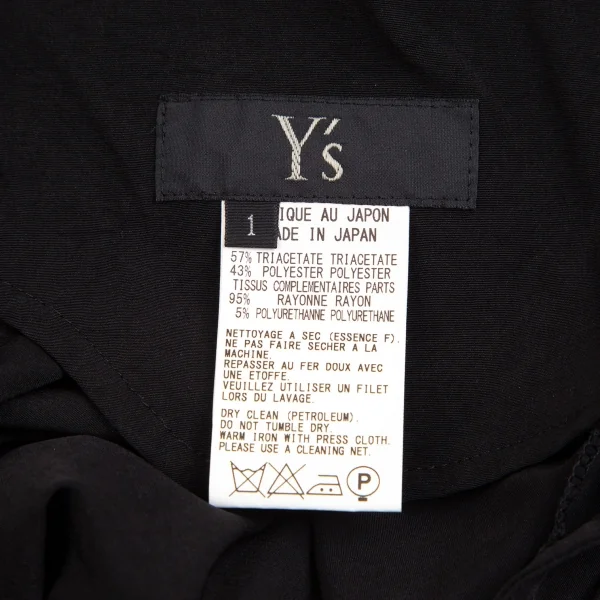 Y's
1
IQUE AU JAPON
ADE IN JAPAN
57% TRIACETATE TRIACETATE
43% POLYESTER POLYESTER
TISSUS COMPLEMENTAIRES PARTS
95% RAYONNE RAYON
5% POLYURETHANNE POLYURETHANE
NETTOYAGE A SEC (ESSENCE F).
NE PAS FAIRE SECHER A LA
MACHINE.
REPASSER AU FER DOUX AVEC
UNE ETOFFE.
VEUILLEZ UTILISER UN FILET
LORS DU LAVAGE.
DRY CLEAN (PETROLEUM).
DO NOT TUMBLE DRY.
WARM IRON WITH PRESS CLOTH.
PLEASE USE A CLEANING NET.
P